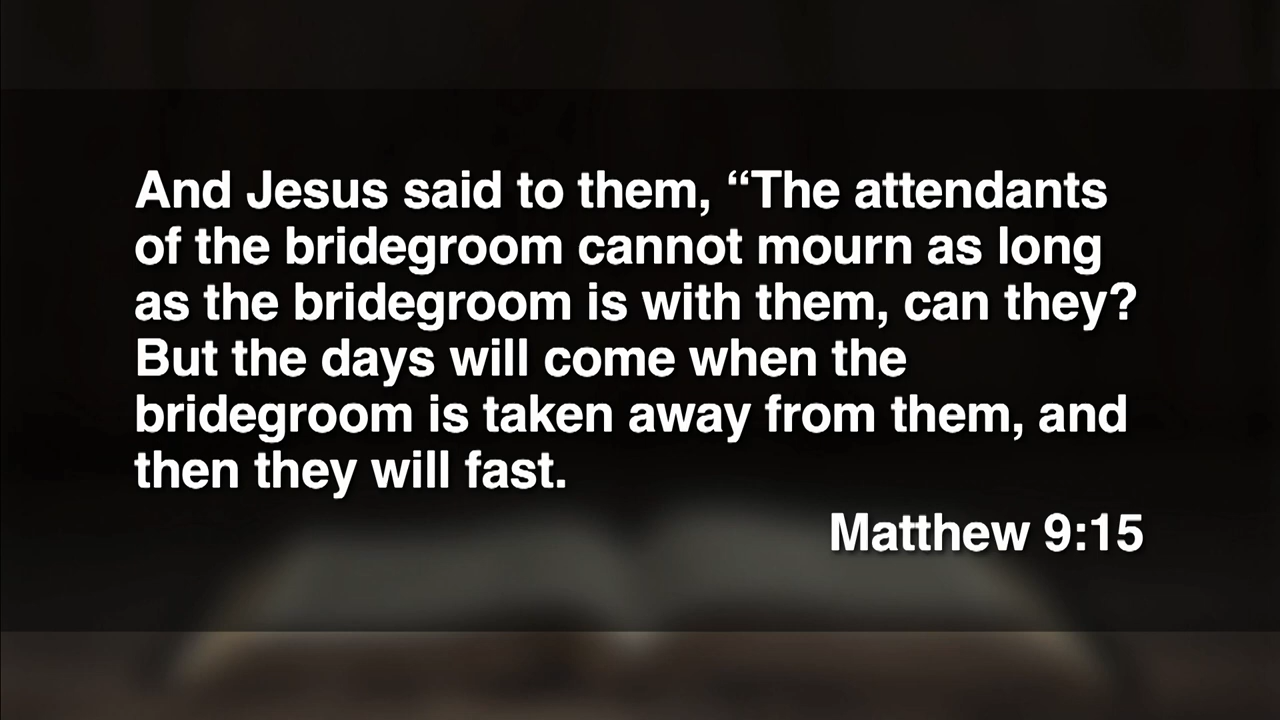 And Jesus said to them, “The attendants
of the bridegroom cannot mourn as long
as the bridegroom is with them, can they?
But the days will come when the
bridegroom is taken away from them, and
then they will fast.
Matthew 9:15